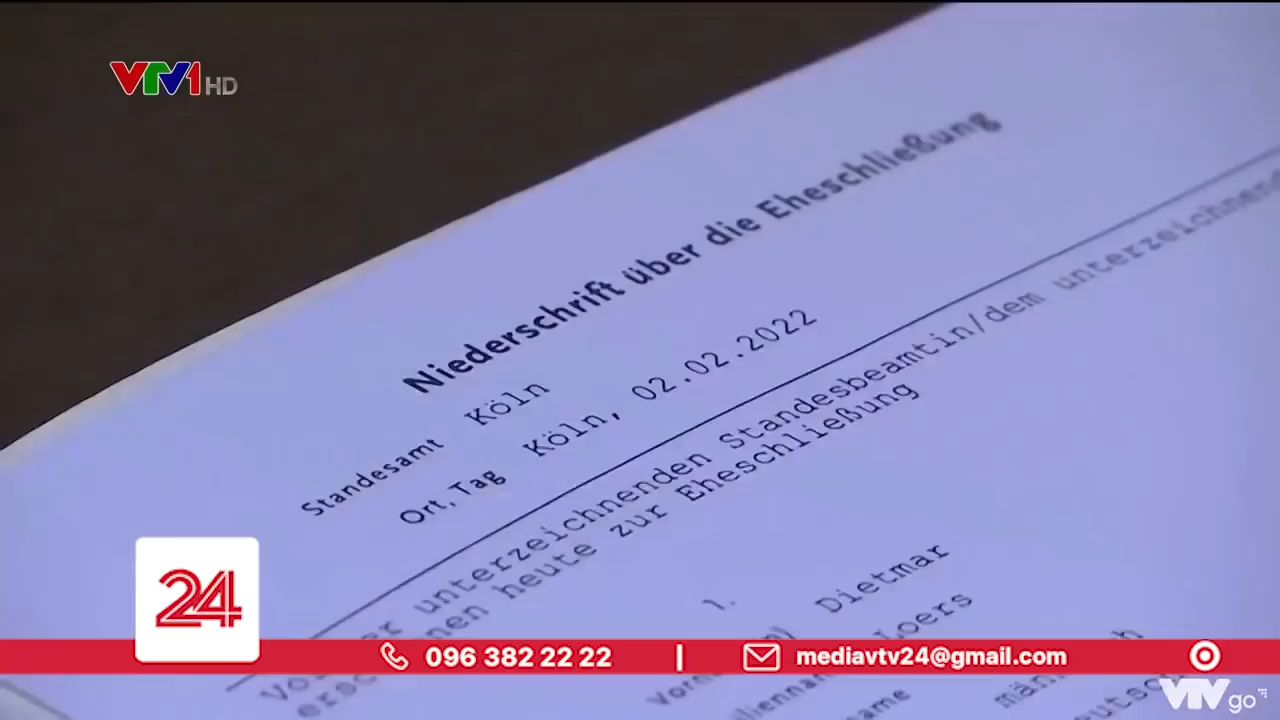 VTV1 HD
Niederschrift über die Eheschließung
Standesamt Köln
Ort, Tag Köln, 02.02.2022
unterzeichnenden Standesbeamtin/dem unterzeichnend
heute zur Eheschließung
1.
Dietmar
Loers
24
096 382 22 22 | mediavtv24@gmail.com
VTV go